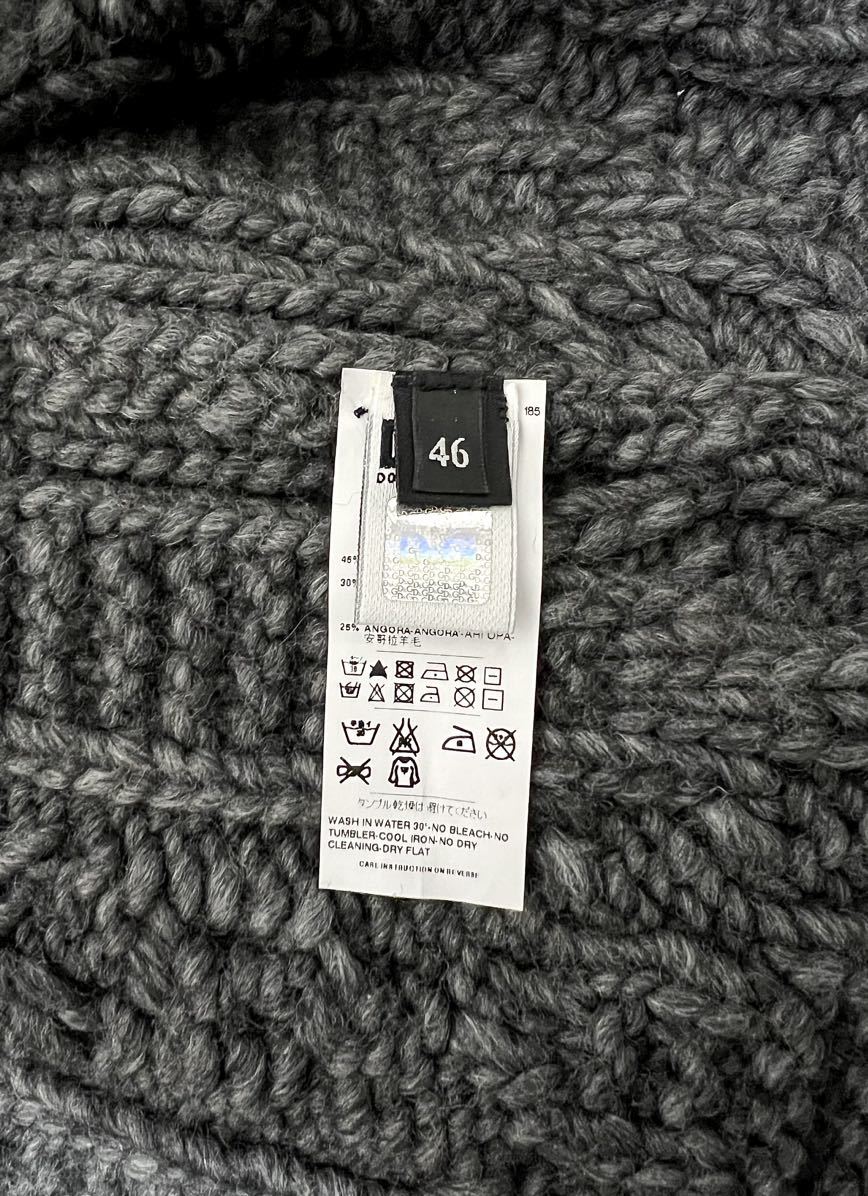 185
46
DO
45%
30%
25% ANGORA-ANGORA-
安哥拉羊毛
タンブル乾燥は避けてください
WASH IN WATER 30°-NO BLEACH-NO
TUMBLER-COOL IRON-NO DRY
CLEANING-DRY FLAT
CARE INSTRUCTION ON REVERSE